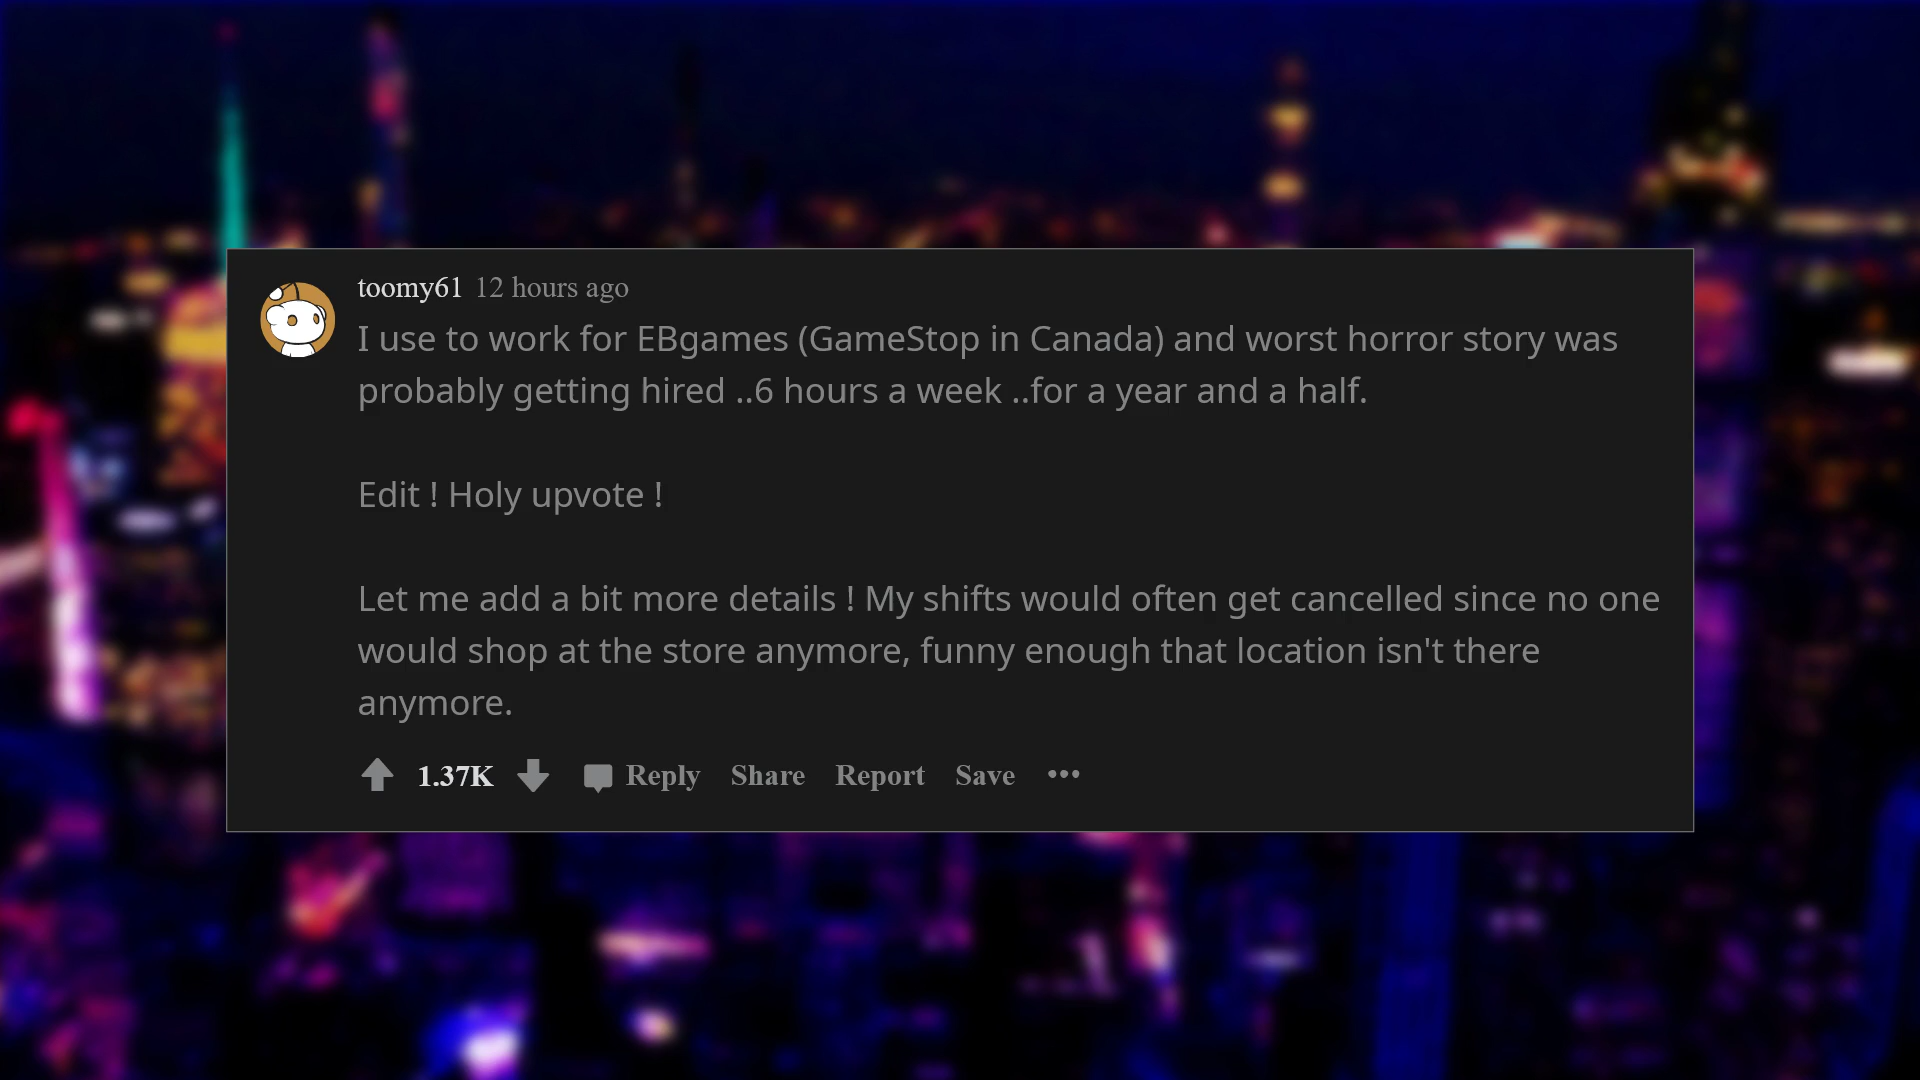 toomy61 12 hours ago
I use to work for EBgames (GameStop in Canada) and worst horror story was
probably getting hired ..6 hours a week ..for a year and a half.
Edit ! Holy upvote !
Let me add a bit more details ! My shifts would often get cancelled since no one
would shop at the store anymore, funny enough that location isn't there
anymore.
1.37K Reply Share Report Save •••